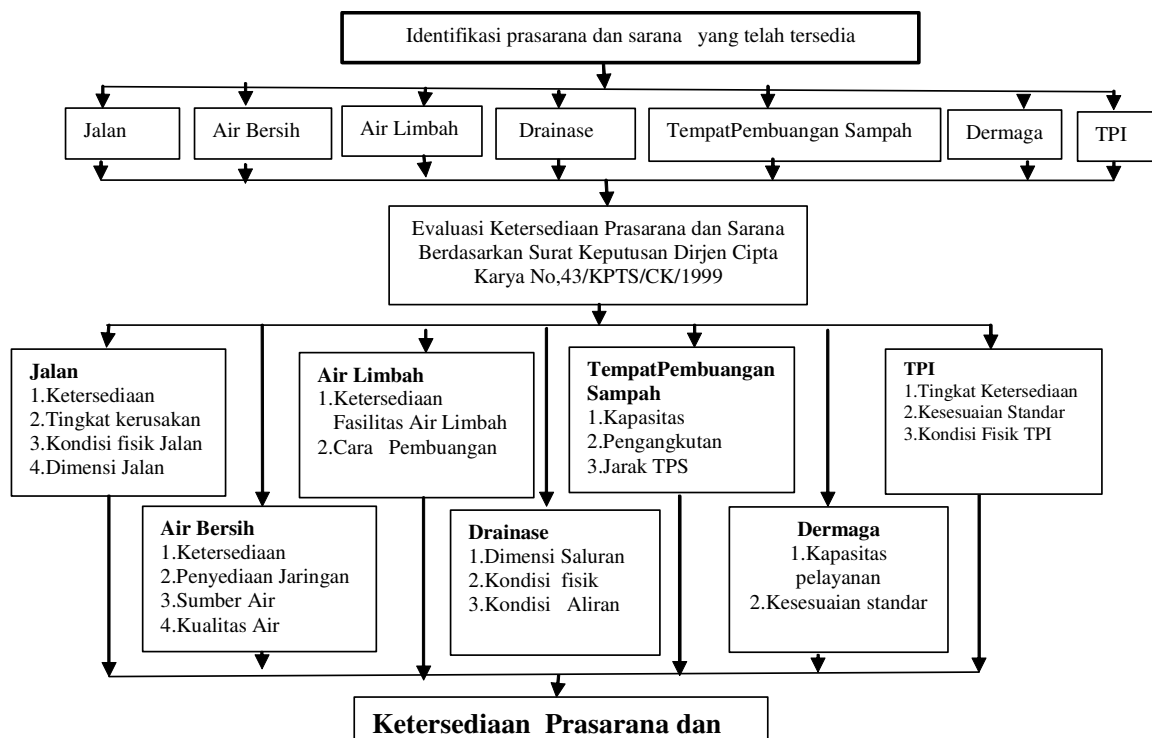 Identifikasi prasarana dan sarana yang telah tersedia
Jalan
Air Bersih
Air Limbah
Drainase
TempatPembuangan Sampah
Dermaga
TPI
Evaluasi Ketersediaan Prasarana dan Sarana
Berdasarkan Surat Keputusan Dirjen Cipta
Karya No,43/KPTS/CK/1999
Jalan
1.Ketersediaan
2.Tingkat kerusakan
3.Kondisi fisik Jalan
4.Dimensi Jalan
Air Limbah
1.Ketersediaan
Fasilitas Air Limbah
2.Cara Pembuangan
TempatPembuangan
Sampah
1.Kapasitas
2.Pengangkutan
3.Jarak TPS
TPI
1.Tingkat Ketersediaan
2.Kesesuaian Standar
3.Kondisi Fisik TPI
Air Bersih
1.Ketersediaan
2.Penyediaan Jaringan
3.Sumber Air
4.Kualitas Air
Drainase
1.Dimensi Saluran
2.Kondisi fisik
3.Kondisi Aliran
Dermaga
1.Kapasitas
pelayanan
2.Kesesuaian standar
Ketersediaan Prasarana dan